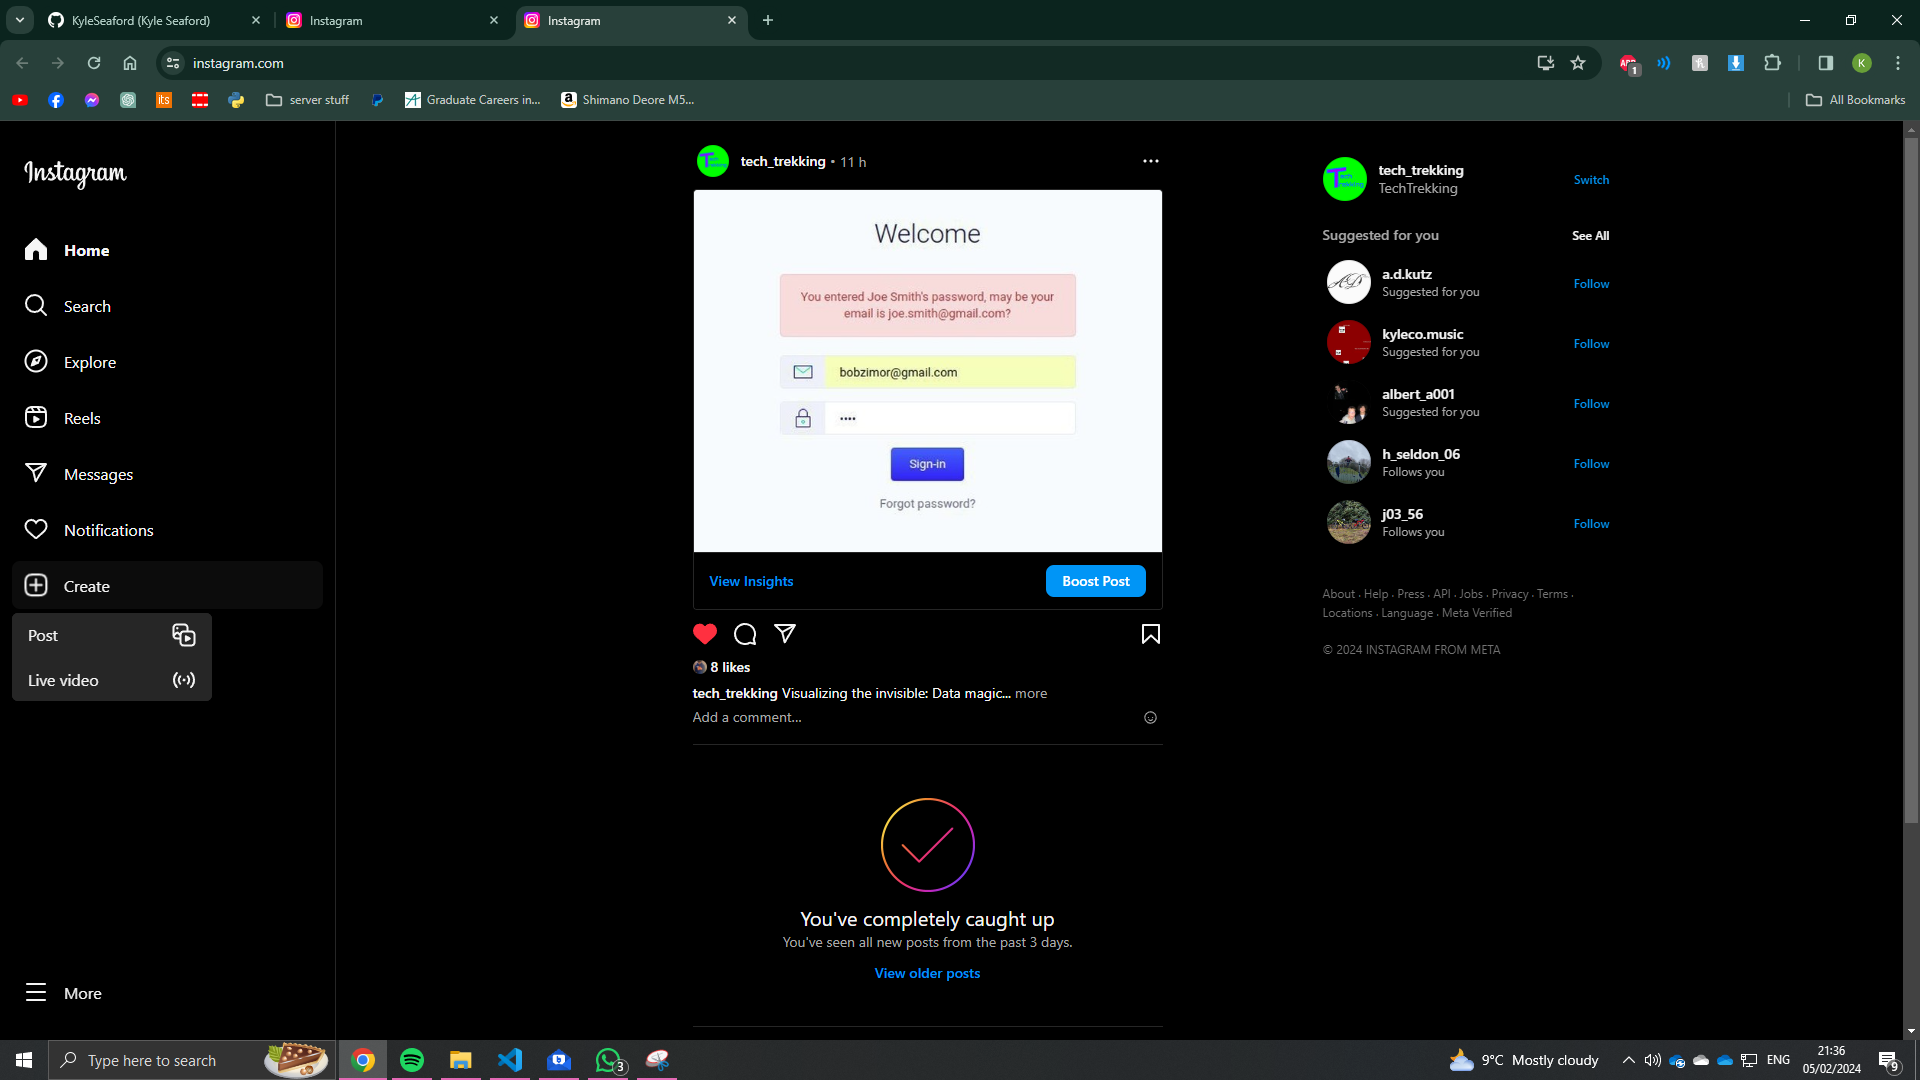 KyleSeaford (Kyle Seaford)
Instagram
Instagram
instagram.com
ABP
1
K
its
server stuff
Graduate Careers in...
Shimano Deore M5...
All Bookmarks
Instagram
Home
Search
Explore
Reels
Messages
Notifications
Create
Post
Live video
More
tech_trekking • 11 h
Welcome
You entered Joe Smith's password, may be your
email is joe.smith@gmail.com?
bobzimor@gmail.com
••••
Sign-in
Forgot password?
View Insights
Boost Post
8 likes
tech_trekking Visualizing the invisible: Data magic... more
Add a comment...
You've completely caught up
You've seen all new posts from the past 3 days.
View older posts
Tech
Trekking
tech_trekking
TechTrekking
Switch
Suggested for you
See All
a.d.kutz
Suggested for you
Follow
kyleco.music
Suggested for you
Follow
albert_a001
Suggested for you
Follow
h_seldon_06
Follows you
Follow
j03_56
Follows you
Follow
About · Help · Press · API · Jobs · Privacy · Terms ·
Locations · Language · Meta Verified
© 2024 INSTAGRAM FROM META
Type here to search
3
9°C Mostly cloudy
ENG
21:36
05/02/2024
9